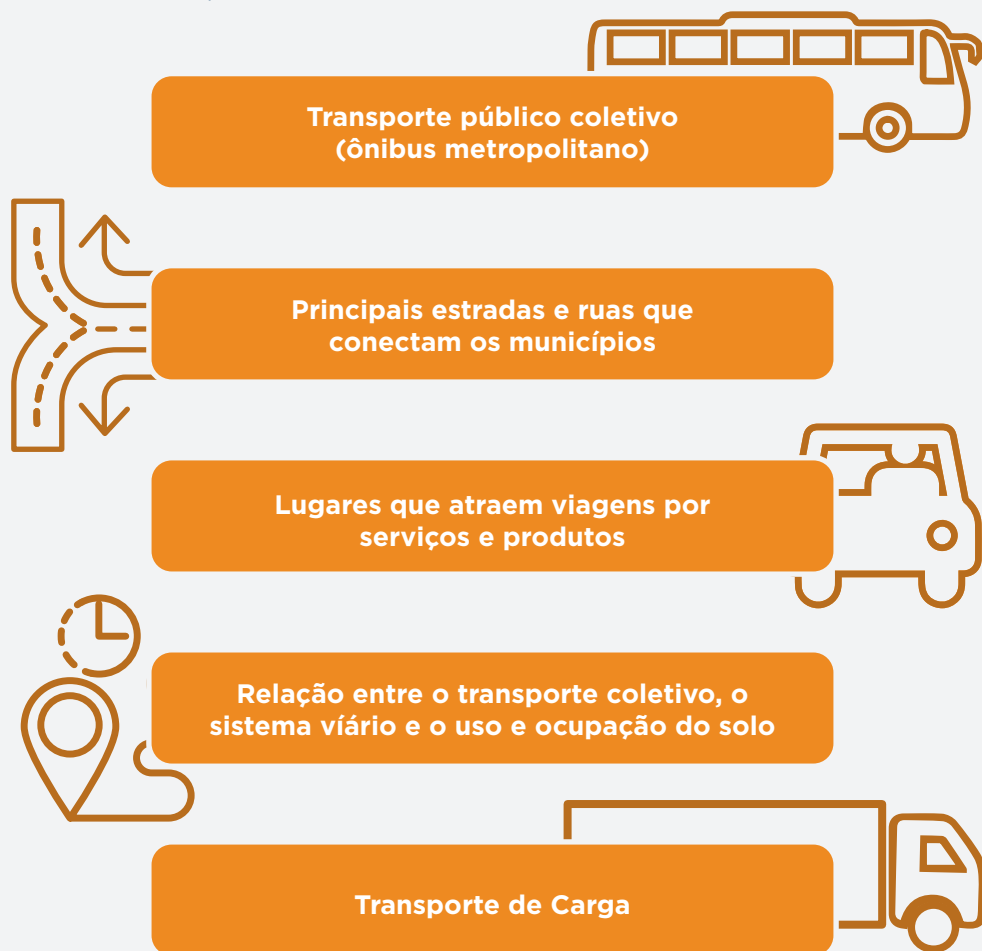 Transporte público coletivo
(ônibus metropolitano)
Principais estradas e ruas que
conectam os municípios
Lugares que atraem viagens por
serviços e produtos
Relação entre o transporte coletivo, o
sistema víário e o uso e ocupação do solo
Transporte de Carga